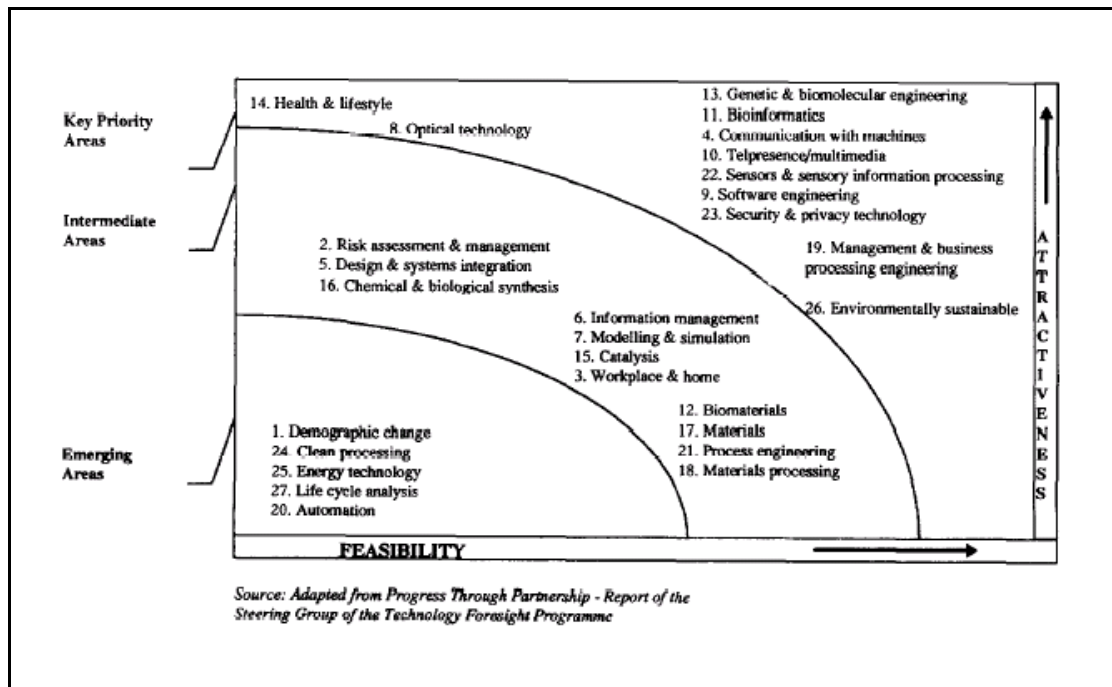 Key Priority
Areas
Intermediate
Areas
Emerging
Areas
14. Health & lifestyle
8. Optical technology
13. Genetic & biomolecular engineering
11. Bioinformatics
4. Communication with machines
10. Telpresence/multimedia
22. Sensors & sensory information processing
9. Software engineering
23. Security & privacy technology
19. Management & business
processing engineering
26. Environmentally sustainable
2. Risk assessment & management
5. Design & systems integration
16. Chemical & biological synthesis
6. Information management
7. Modelling & simulation
15. Catalysis
3. Workplace & home
12. Biomaterials
17. Materials
21. Process engineering
18. Materials processing
1. Demographic change
24. Clean processing
25. Energy technology
27. Life cycle analysis
20. Automation
ATTRACTIVENESS
FEASIBILITY
Source: Adapted from Progress Through Partnership - Report of the
Steering Group of the Technology Foresight Programme